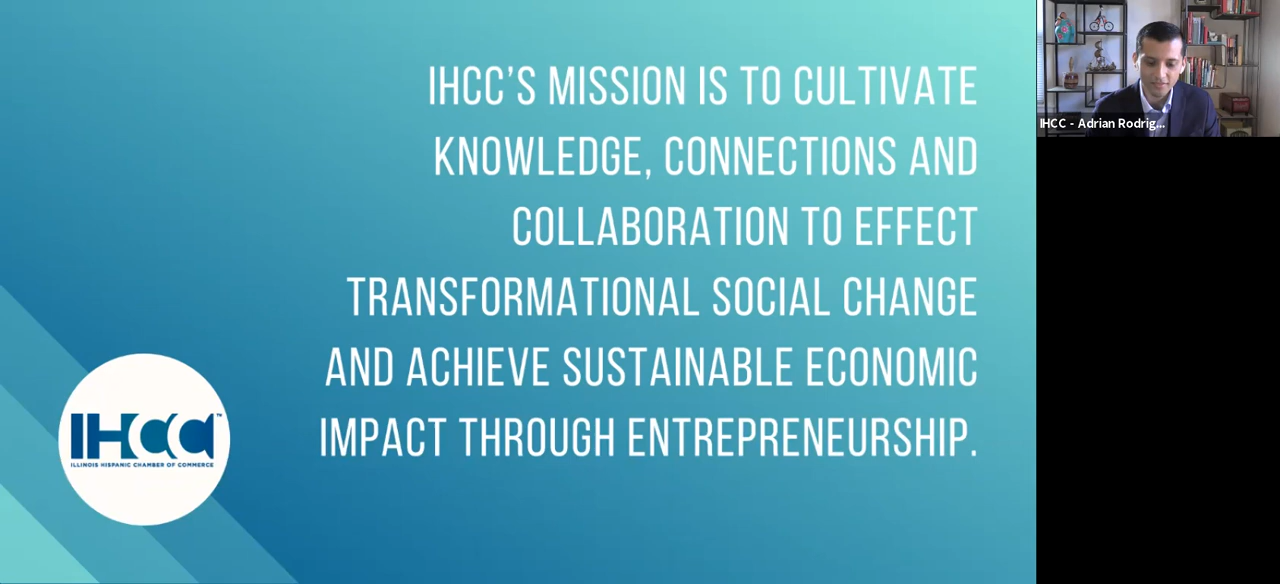 IHCC'S MISSION IS TO CULTIVATE
KNOWLEDGE, CONNECTIONS AND
COLLABORATION TO EFFECT
TRANSFORMATIONAL SOCIAL CHANGE
AND ACHIEVE SUSTAINABLE ECONOMIC
IMPACT THROUGH ENTREPRENEURSHIP.
IHCC™
ILLINOIS HISPANIC CHAMBER OF COMMERCE
IHCC - Adrian Rodrig...